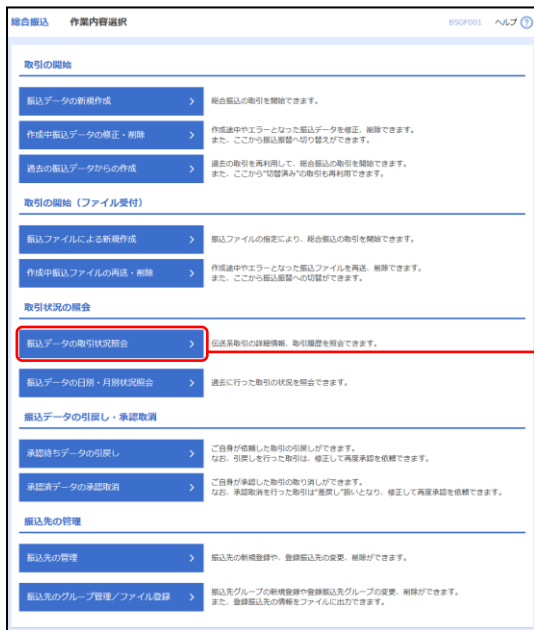 総合振込 作業内容選択 BSGF001 ヘルプ ?
取引の開始
振込データの新規作成 > 総合振込の取引を開始できます。
作成中振込データの修正・削除 > 作成途中やエラーとなった振込データを修正、削除できます。
また、ここから振込振替へ切り替えができます。
過去の振込データからの作成 > 過去の取引を再利用して、総合振込の取引を開始できます。
また、ここから"切替済み"の取引も再利用できます。
取引の開始（ファイル受付）
振込ファイルによる新規作成 > 振込ファイルの指定により、総合振込の取引を開始できます。
作成中振込ファイルの再送・削除 > 作成途中やエラーとなった振込ファイルを再送、削除できます。
また、ここから振込振替への切替ができます。
取引状況の照会
振込データの取引状況照会 > 伝送系取引の詳細情報、取引履歴を照会できます。
振込データの日別・月別状況照会 > 過去に行った取引の状況を照会できます。
振込データの引戻し・承認取消
承認待ちデータの引戻し > ご自身が依頼した取引の引戻しができます。
なお、引戻しを行った取引は、修正して再度承認を依頼できます。
承認済データの承認取消 > ご自身が承認した取引の取り消しができます。
なお、承認取消を行った取引は"差戻し"扱いとなり、修正して再度承認を依頼できます。
振込先の管理
振込先の管理 > 振込先の新規登録や、登録振込先の変更、削除ができます。
振込先のグループ管理／ファイル登録 > 振込先グループの新規登録や登録振込先グループの変更、削除ができます。
また、登録振込先の情報をファイルに出力できます。